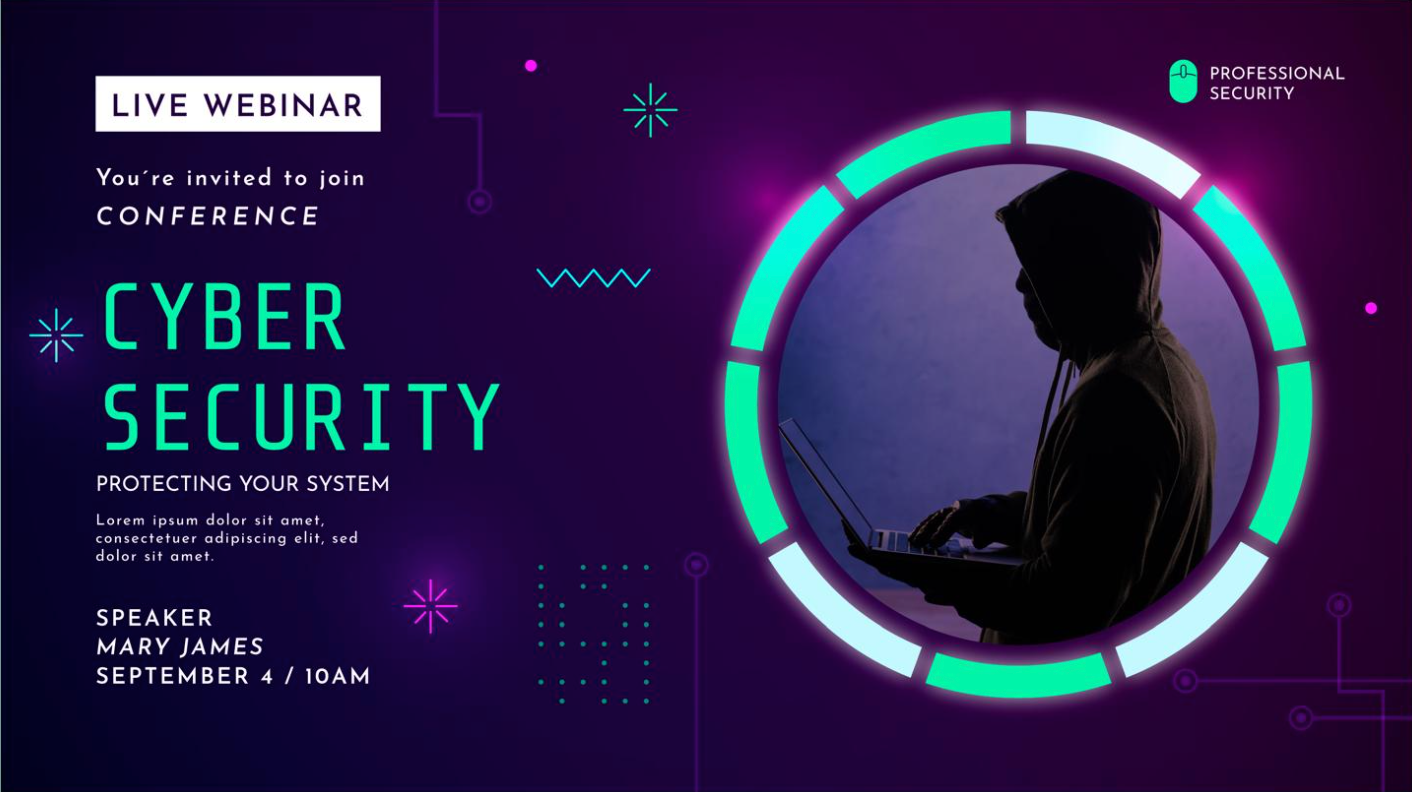 LIVE WEBINAR
You´re invited to join
CONFERENCE
CYBER
SECURITY
PROTECTING YOUR SYSTEM
Lorem ipsum dolor sit amet,
consectetuer adipiscing elit, sed
dolor sit amet.
SPEAKER
MARY JAMES
SEPTEMBER 4 / 10AM
PROFESSIONAL
SECURITY